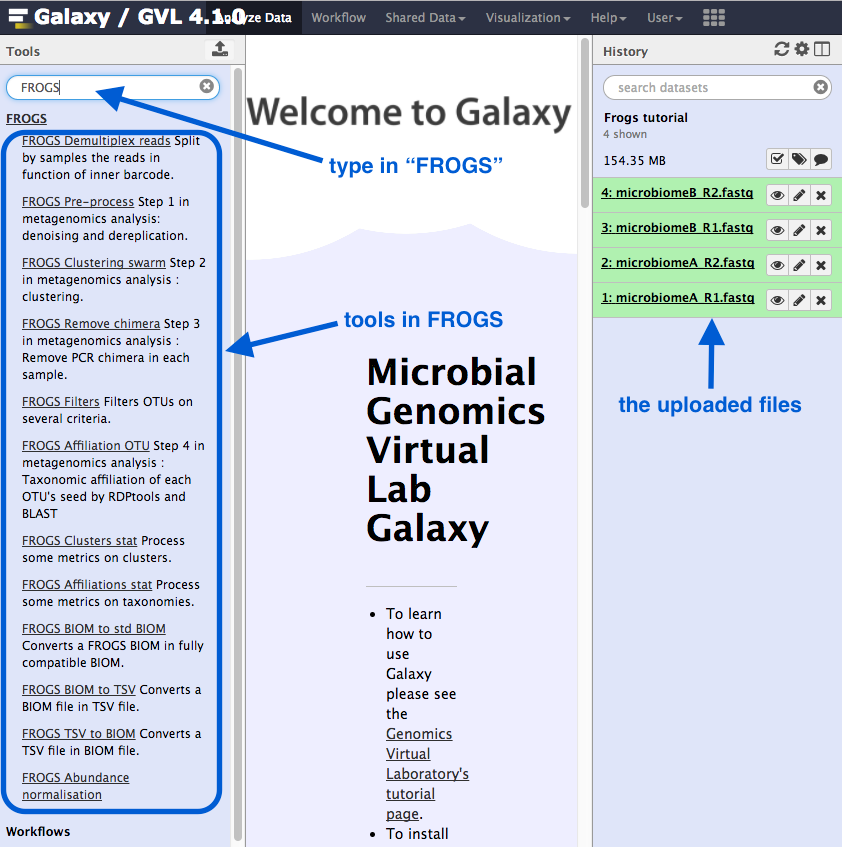 Galaxy / GVL 4.1.0
Analyze Data Workflow Shared Data Visualization Help User
Tools
FROGS
FROGS
FROGS Demultiplex reads Split
by samples the reads in
function of inner barcode.
FROGS Pre-process Step 1 in
metagenomics analysis:
denoising and dereplication.
FROGS Clustering swarm Step 2
in metagenomics analysis :
clustering.
FROGS Remove chimera Step 3
in metagenomics analysis :
Remove PCR chimera in each
sample.
FROGS Filters Filters OTUs on
several criteria.
FROGS Affiliation OTU Step 4 in
metagenomics analysis :
Taxonomic affiliation of each
OTU's seed by RDPtools and
BLAST
FROGS Clusters stat Process
some metrics on clusters.
FROGS Affiliations stat Process
some metrics on taxonomies.
FROGS BIOM to std BIOM
Converts a FROGS BIOM in fully
compatible BIOM.
FROGS BIOM to TSV Converts a
BIOM file in TSV file.
FROGS TSV to BIOM Converts a
TSV file in BIOM file.
FROGS Abundance
normalisation
Workflows
Welcome to Galaxy
type in “FROGS”
tools in FROGS
Microbial
Genomics
Virtual
Lab
Galaxy
• To learn
how to
use
Galaxy
please see
the
Genomics
Virtual
Laboratory's
tutorial
page.
• To install
History
search datasets
Frogs tutorial
4 shown
154.35 MB
4: microbiomeB_R2.fastq
3: microbiomeB_R1.fastq
2: microbiomeA_R2.fastq
1: microbiomeA_R1.fastq
the uploaded files